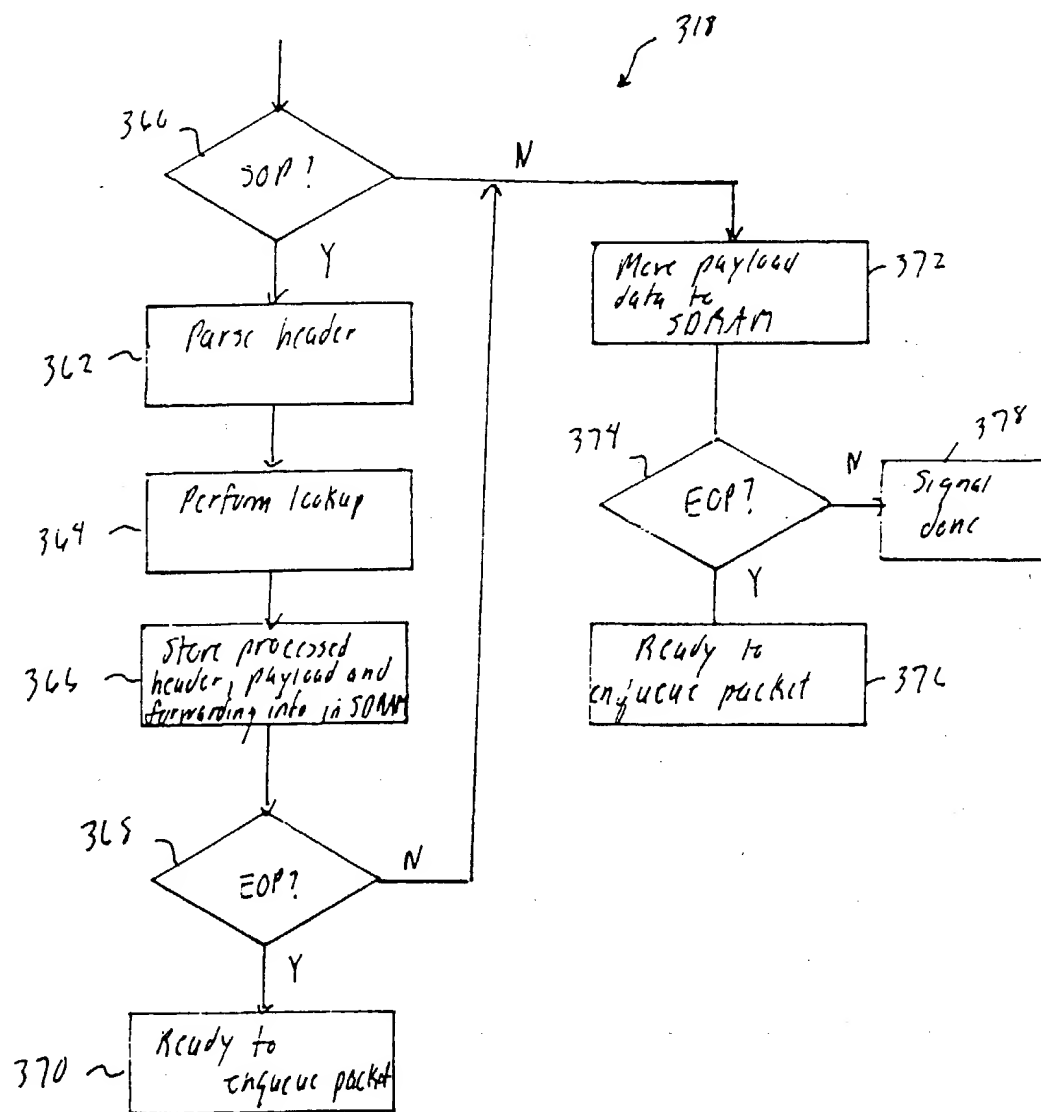 318
366
SOP?
N
Y
Move payload
data to
SDRAM
372
Parse header
362
374
EOP?
N
378
Signal
done
Perform lookup
364
Y
Store processed
header, payload and
forwarding info in SDRAM
366
Ready to
enqueue packet
376
368
EOP?
N
Y
Ready to
enqueue packet
370